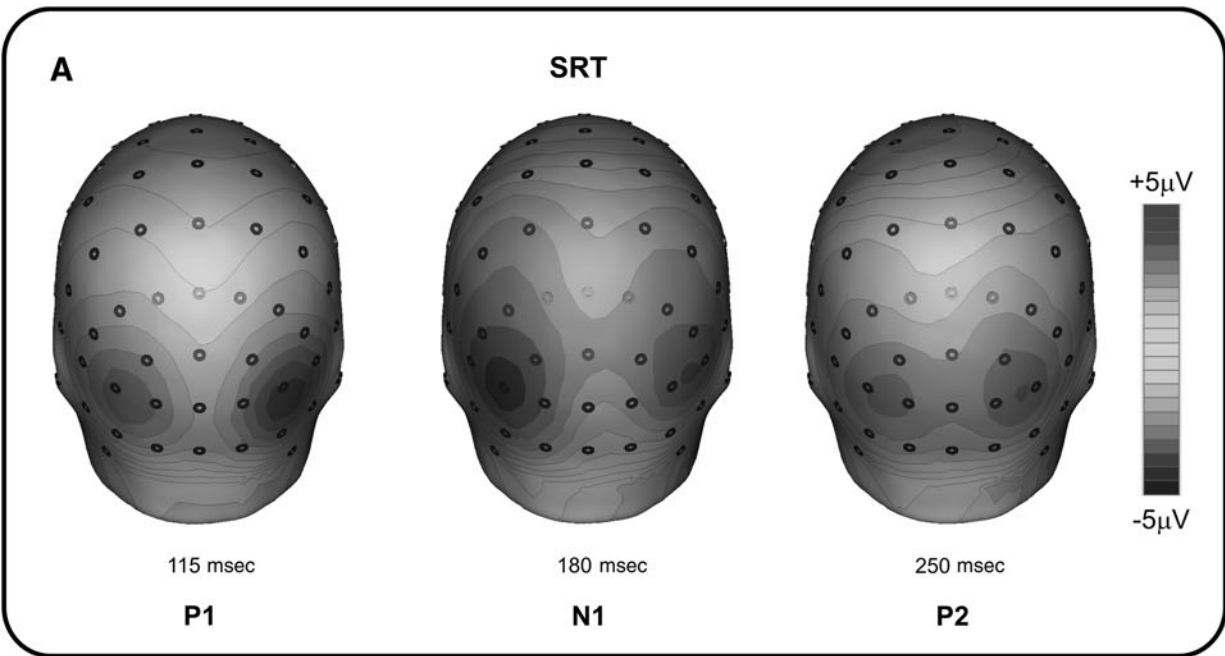 A
SRT
+5μV
-5μV
115 msec
180 msec
250 msec
P1
N1
P2